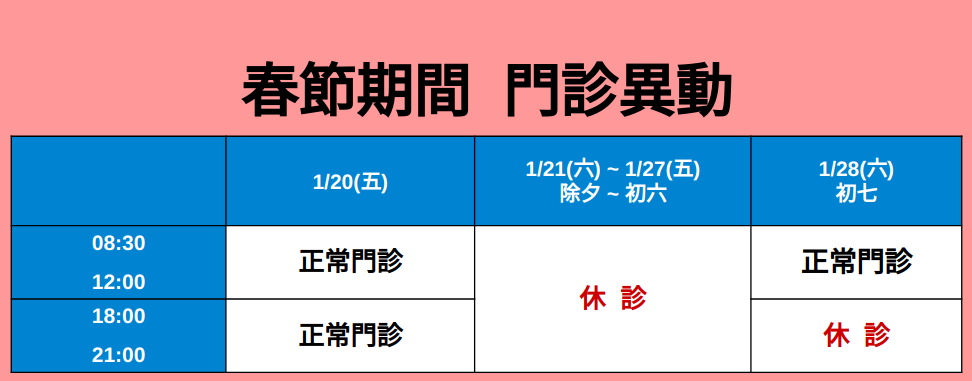 春節期間 門診異動
1/20(五)
1/21(六) ~ 1/27(五)
除夕 ~ 初六
1/28(六)
初七
08:30
12:00
正常門診
休 診
正常門診
18:00
21:00
正常門診
休 診